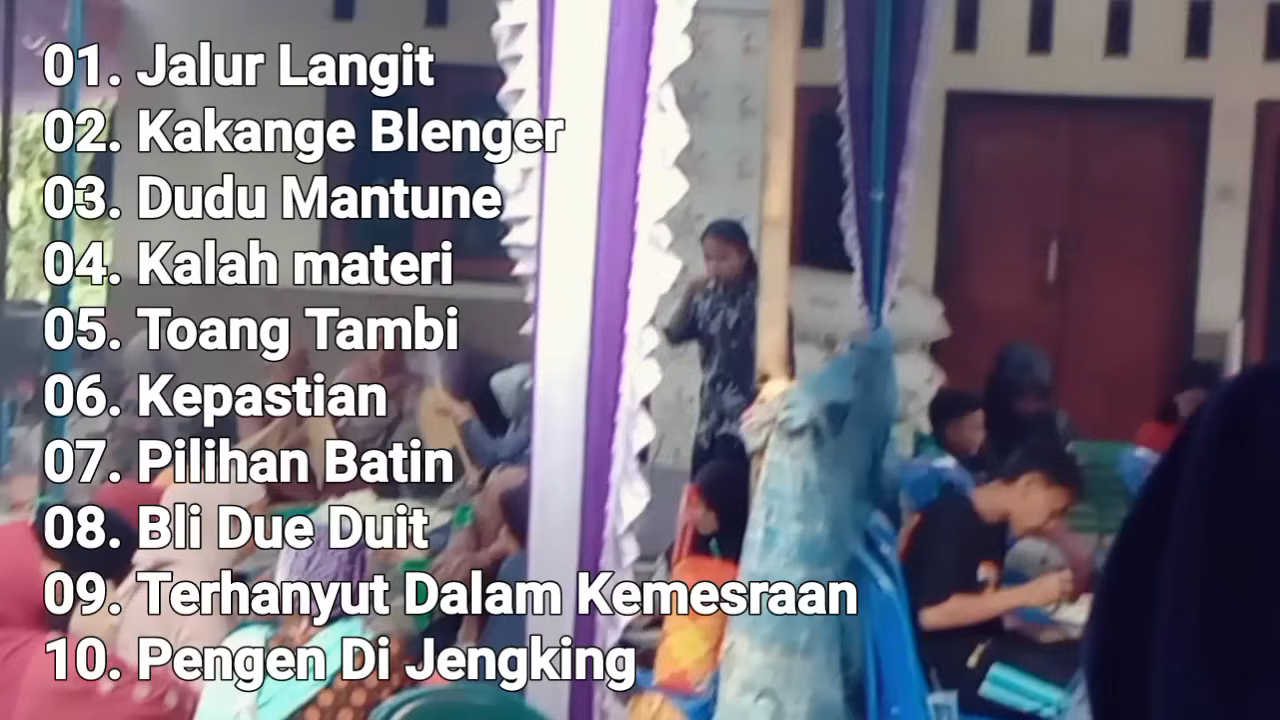 01. Jalur Langit
02. Kakange Blenger
03. Dudu Mantune
04. Kalah materi
05. Toang Tambi
06. Kepastian
07. Pilihan Batin
08. Bli Due Duit
09. Terhanyut Dalam Kemesraan
10. Pengen Di Jengking